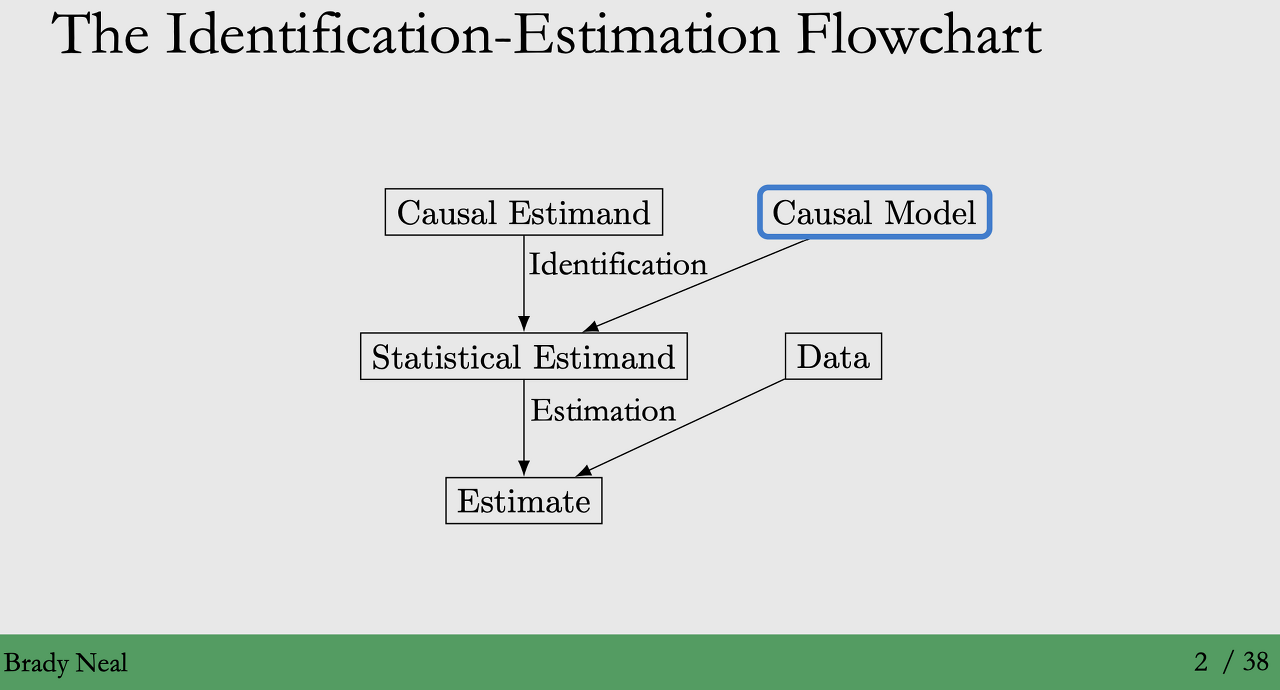 The Identification-Estimation Flowchart
Causal Estimand
Causal Model
Identification
Statistical Estimand
Data
Estimation
Estimate
Brady Neal
2 / 38